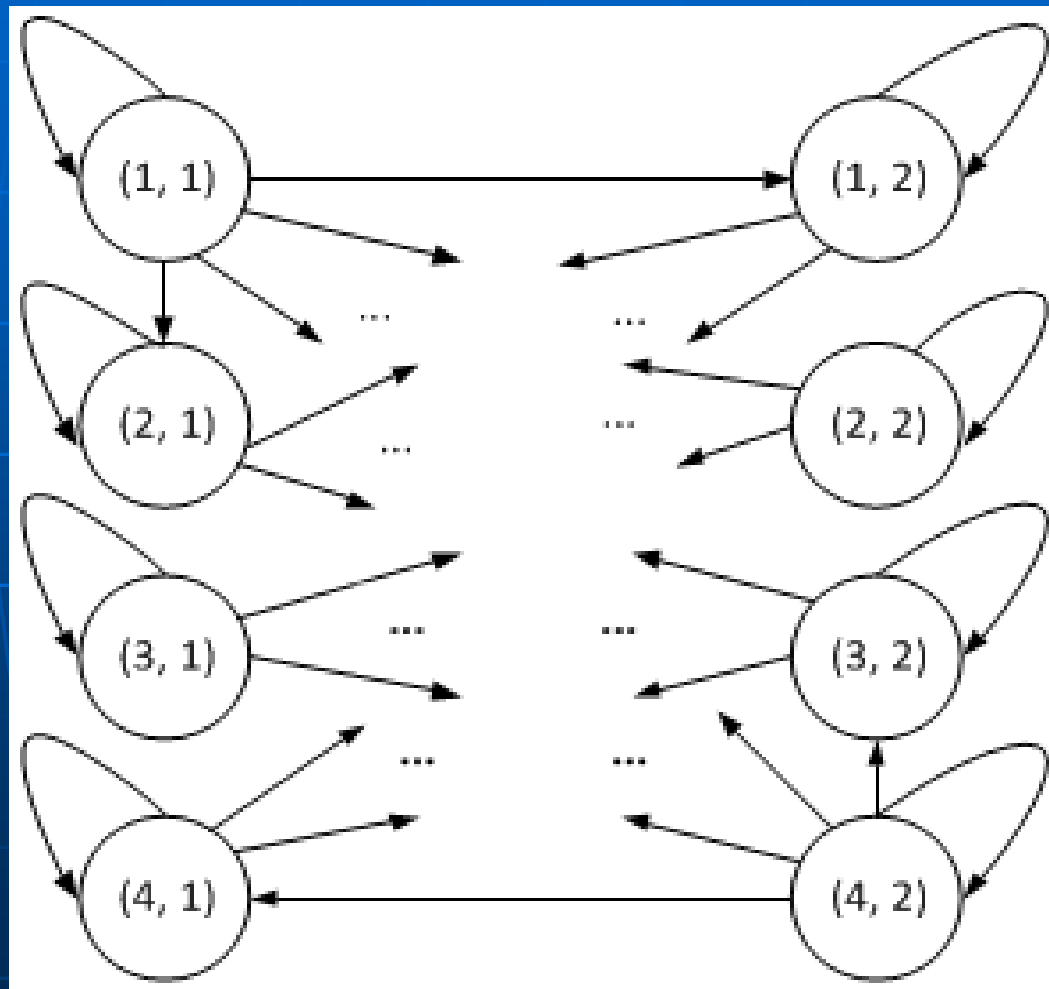 (1, 1) (1, 2)
... ...
(2, 1) (2, 2)
... ...
(3, 1) (3, 2)
... ...
... ...
(4, 1) (4, 2)